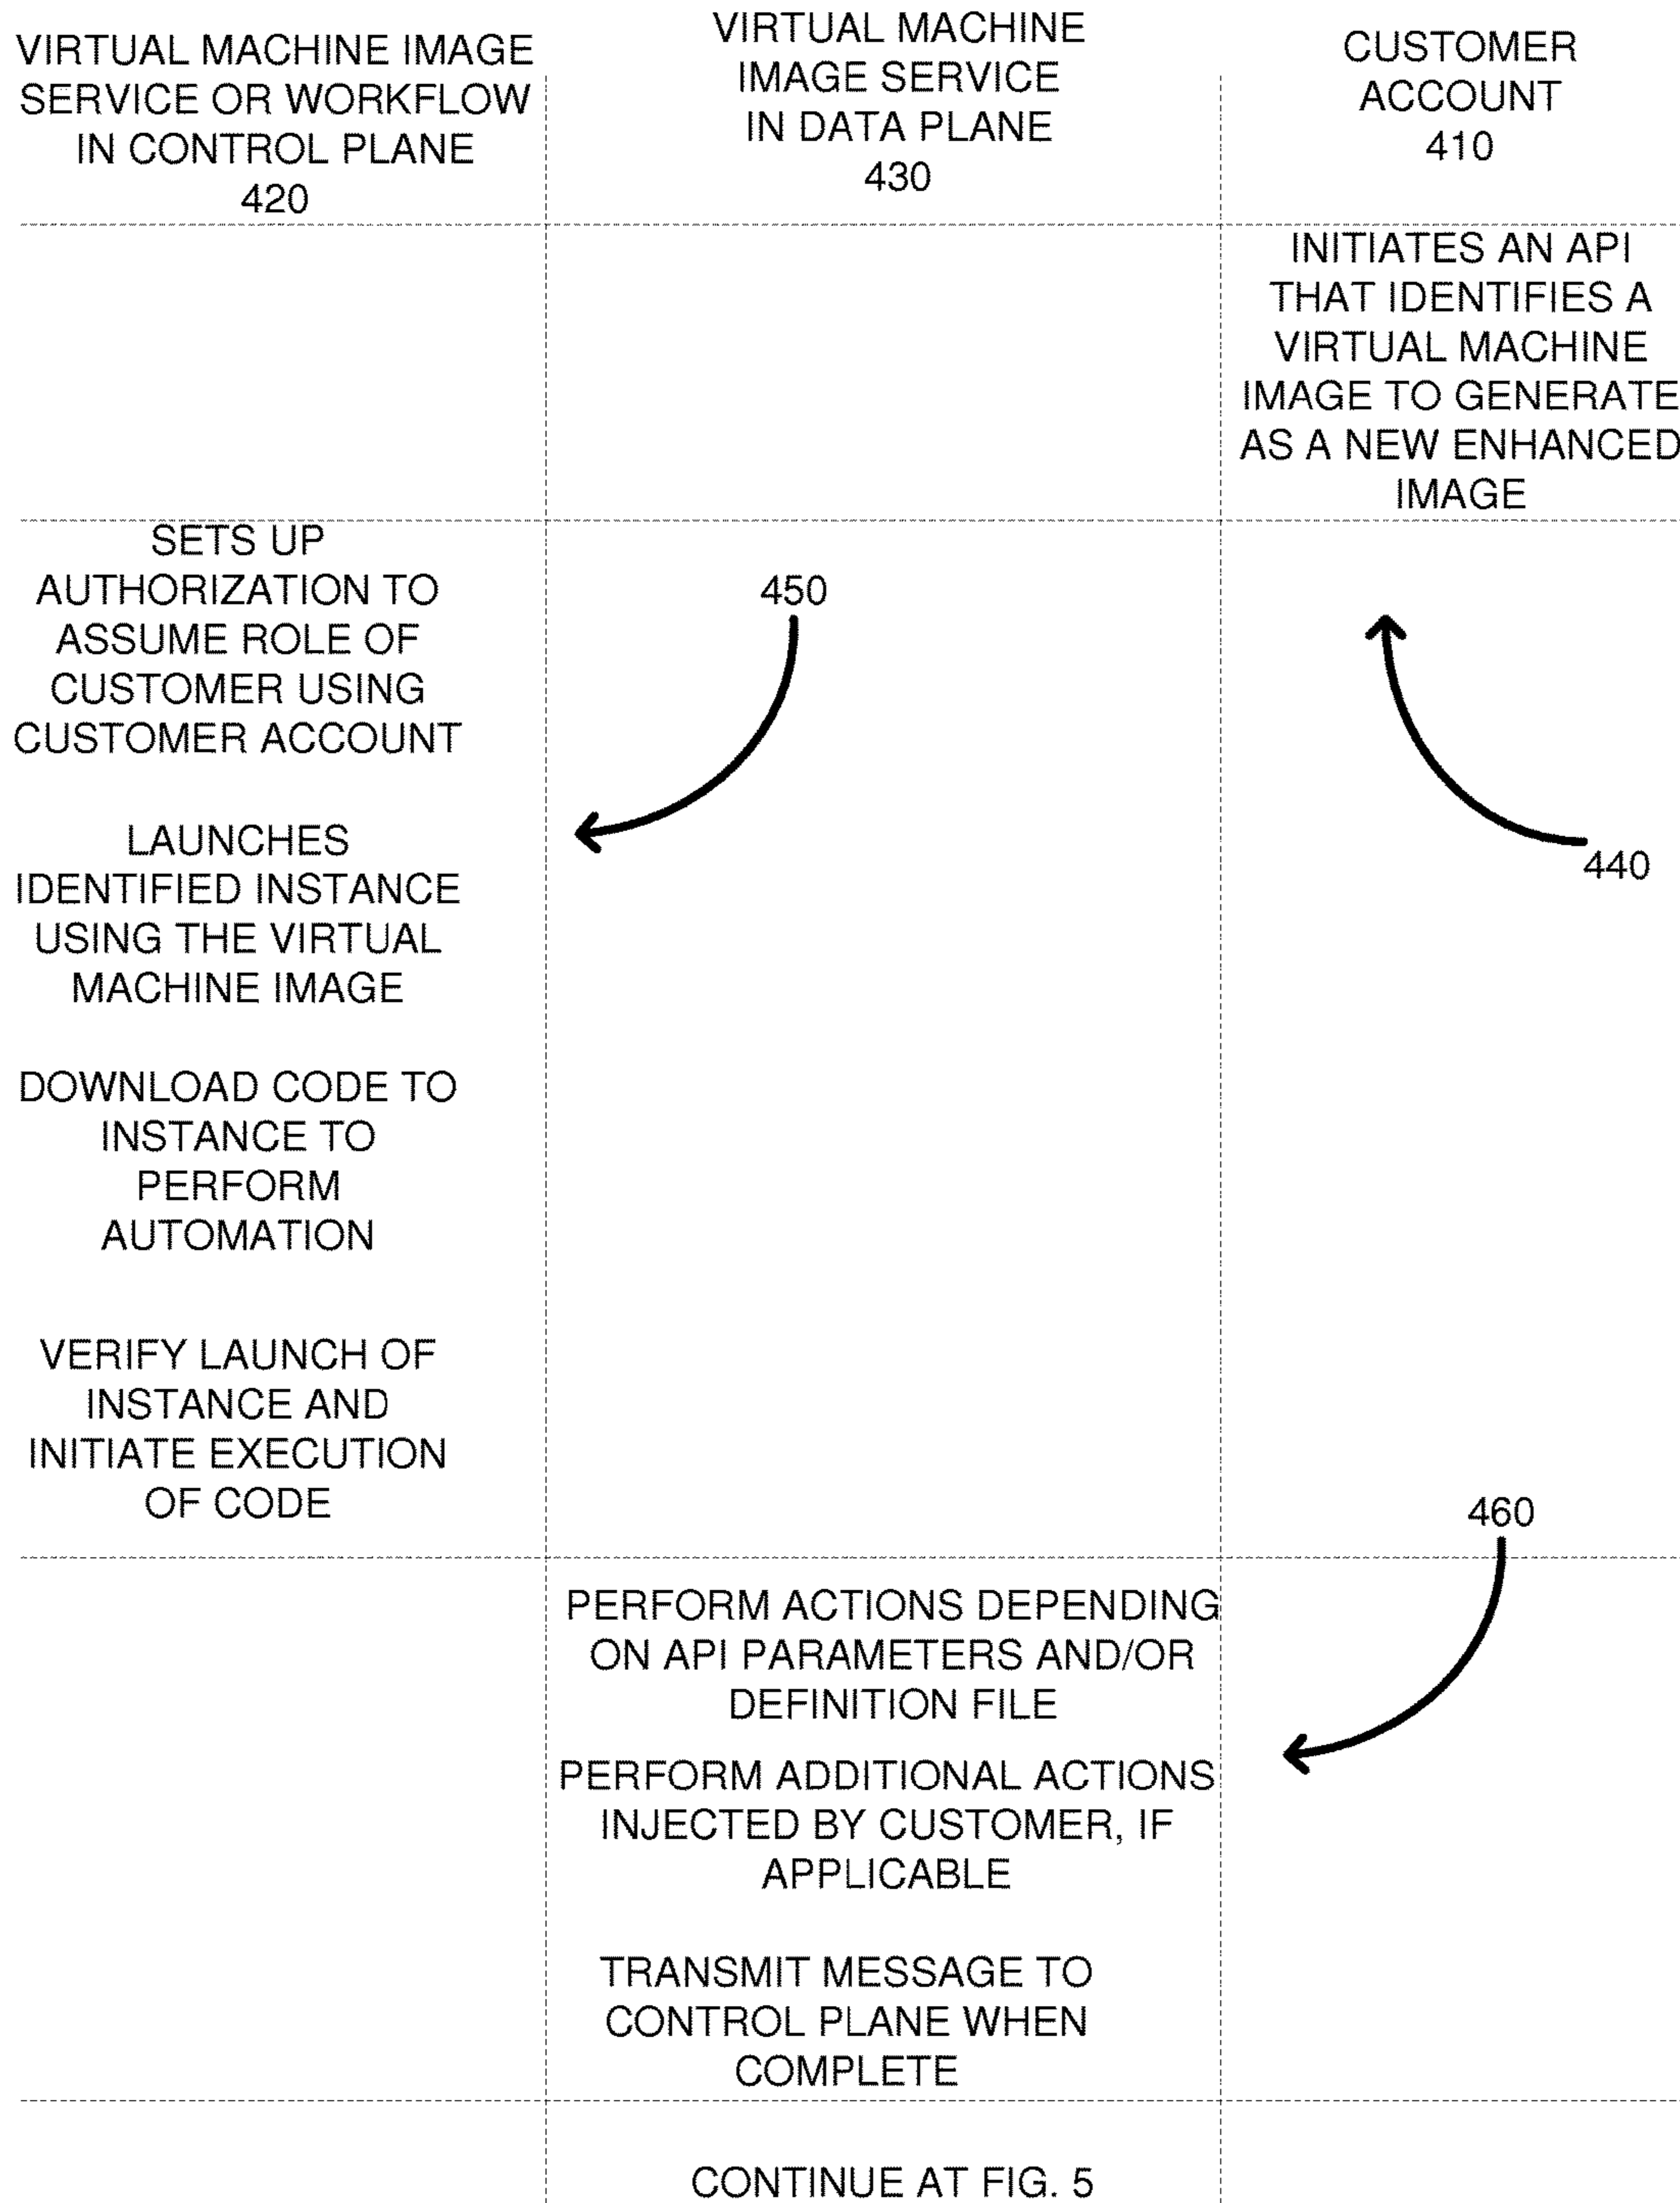 VIRTUAL MACHINE IMAGE
SERVICE OR WORKFLOW
IN CONTROL PLANE
420
VIRTUAL MACHINE
IMAGE SERVICE
IN DATA PLANE
430
CUSTOMER
ACCOUNT
410
INITIATES AN API
THAT IDENTIFIES A
VIRTUAL MACHINE
IMAGE TO GENERATE
AS A NEW ENHANCED
IMAGE
SETS UP
AUTHORIZATION TO
ASSUME ROLE OF
CUSTOMER USING
CUSTOMER ACCOUNT
LAUNCHES
IDENTIFIED INSTANCE
USING THE VIRTUAL
MACHINE IMAGE
DOWNLOAD CODE TO
INSTANCE TO
PERFORM
AUTOMATION
VERIFY LAUNCH OF
INSTANCE AND
INITIATE EXECUTION
OF CODE
450
440
460
PERFORM ACTIONS DEPENDING
ON API PARAMETERS AND/OR
DEFINITION FILE
PERFORM ADDITIONAL ACTIONS
INJECTED BY CUSTOMER, IF
APPLICABLE
TRANSMIT MESSAGE TO
CONTROL PLANE WHEN
COMPLETE
CONTINUE AT FIG. 5